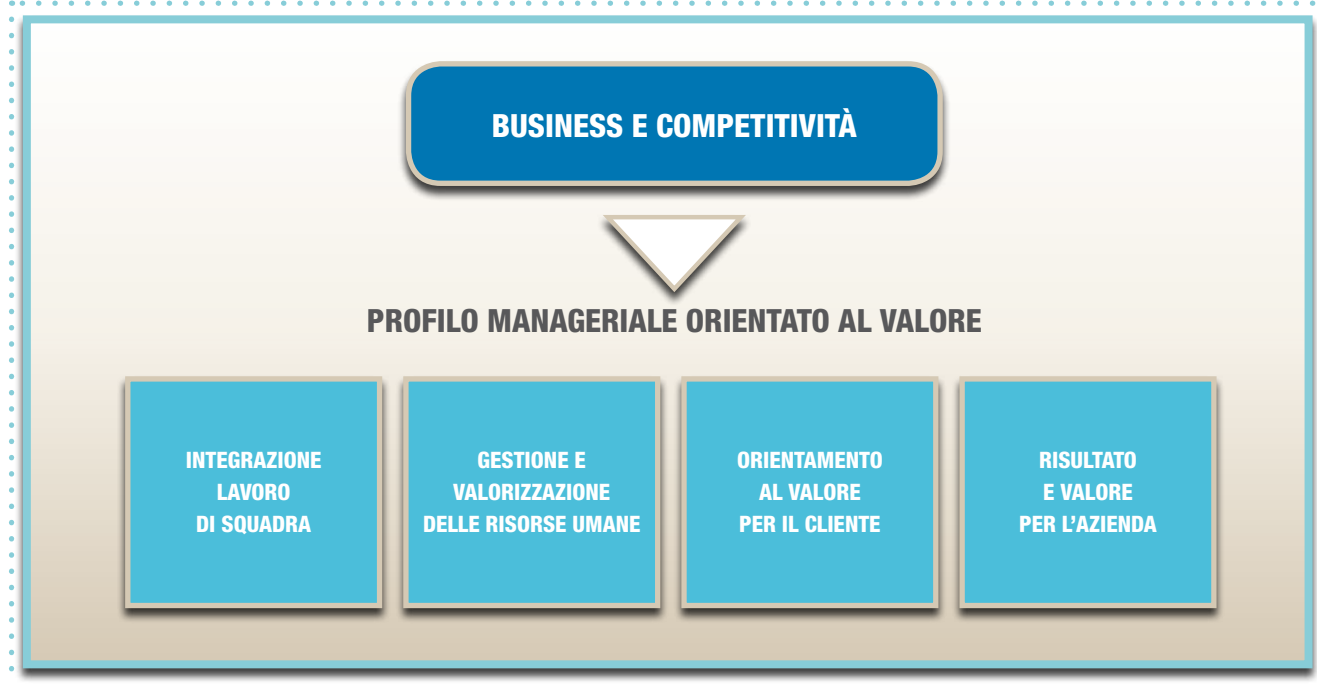 BUSINESS E COMPETITIVITÀ
PROFILO MANAGERIALE ORIENTATO AL VALORE
INTEGRAZIONE
LAVORO
DI SQUADRA
GESTIONE E
VALORIZZAZIONE
DELLE RISORSE UMANE
ORIENTAMENTO
AL VALORE
PER IL CLIENTE
RISULTATO
E VALORE
PER L'AZIENDA